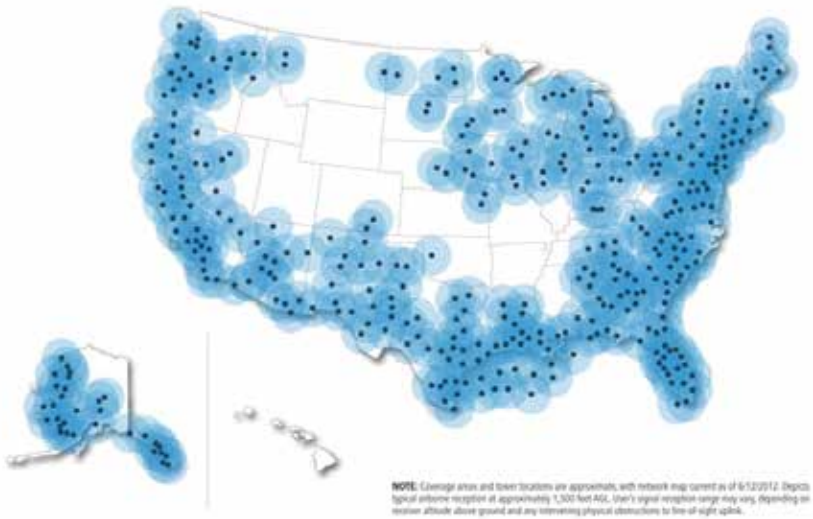 NOTE: Coverage areas and tower locations are approximate, with network map current as of 6/12/2012. Depicts
typical airborne reception at approximately 1,500 feet AGL. User's signal reception range may vary, depending on
receiver altitude above ground and any intervening physical obstructions to line-of-sight uplink.